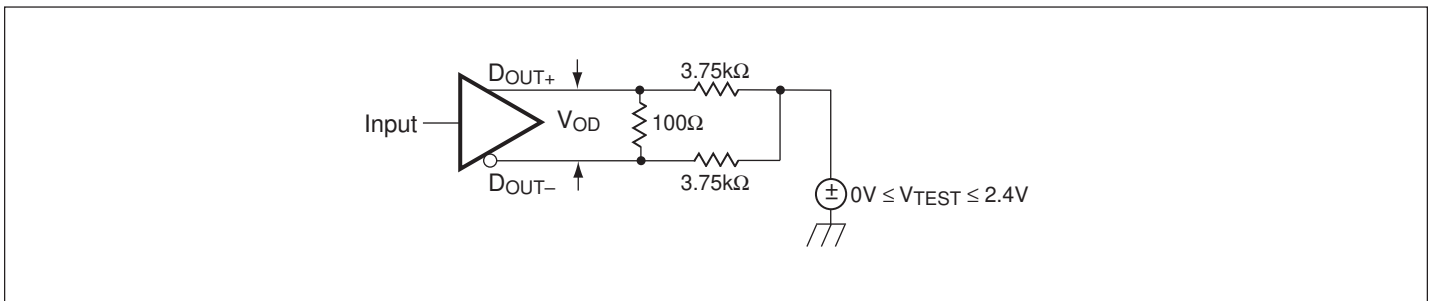 DOUT+
3.75kΩ
Input
VOD
100Ω
DOUT–
3.75kΩ
0V ≤ VTEST ≤ 2.4V